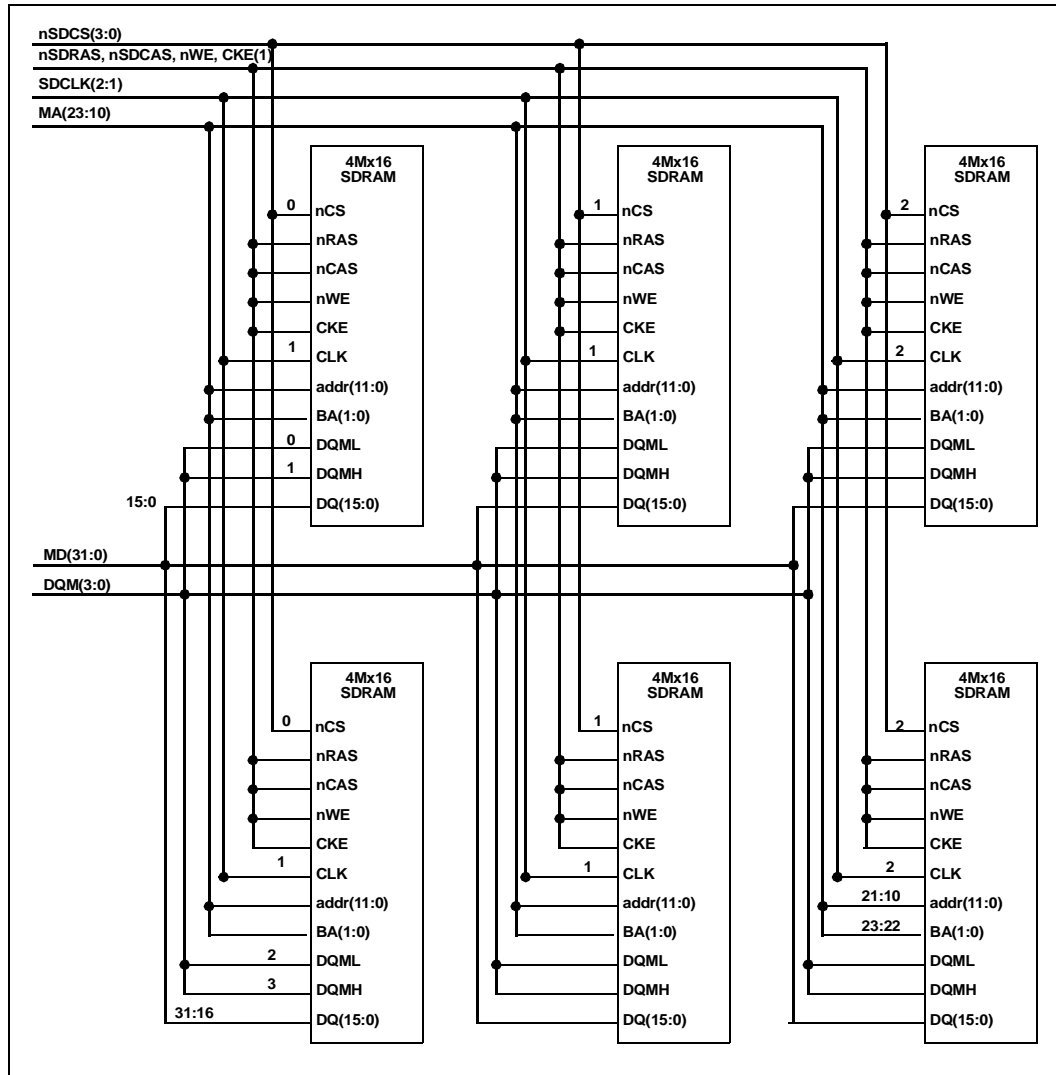 nSDCS(3:0)
nSDRAS, nSDCAS, nWE, CKE(1)
SDCLK(2:1)
MA(23:10)
4Mx16
SDRAM
0 nCS
nRAS
nCAS
nWE
CKE
1 CLK
addr(11:0)
BA(1:0)
0 DQML
1 DQMH
15:0 DQ(15:0)
4Mx16
SDRAM
1 nCS
nRAS
nCAS
nWE
CKE
1 CLK
addr(11:0)
BA(1:0)
DQML
DQMH
DQ(15:0)
4Mx16
SDRAM
2 nCS
nRAS
nCAS
nWE
CKE
2 CLK
addr(11:0)
BA(1:0)
DQML
DQMH
DQ(15:0)
MD(31:0)
DQM(3:0)
4Mx16
SDRAM
0 nCS
nRAS
nCAS
nWE
CKE
1 CLK
addr(11:0)
BA(1:0)
2 DQML
3 DQMH
31:16 DQ(15:0)
4Mx16
SDRAM
1 nCS
nRAS
nCAS
nWE
CKE
1 CLK
addr(11:0)
BA(1:0)
DQML
DQMH
DQ(15:0)
4Mx16
SDRAM
2 nCS
nRAS
nCAS
nWE
CKE
2 CLK
21:10 addr(11:0)
23:22 BA(1:0)
DQML
DQMH
DQ(15:0)